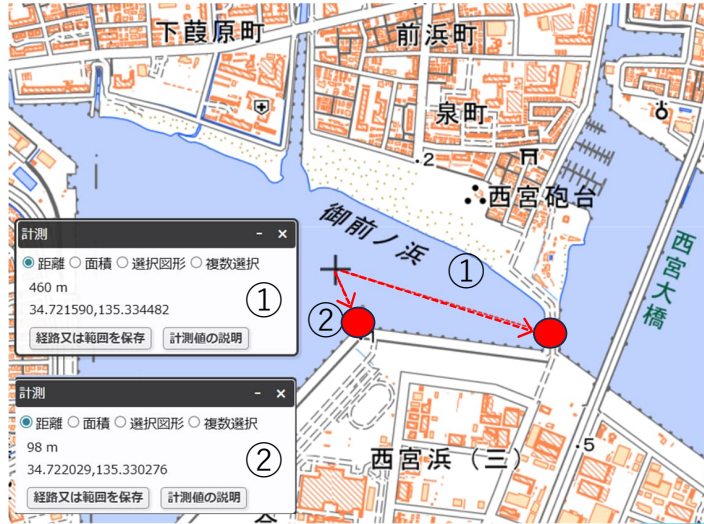 下葭原町
前浜町
泉町
2
西宮砲台
御前ノ浜
①
西宮大橋
計測 - ×
距離 面積 選択図形 複数選択
460 m
①
34.721590,135.334482
経路又は範囲を保存 計測値の説明
②
計測 - ×
距離 面積 選択図形 複数選択
98 m
②
34.722029,135.330276
経路又は範囲を保存 計測値の説明
西宮浜(三)
5